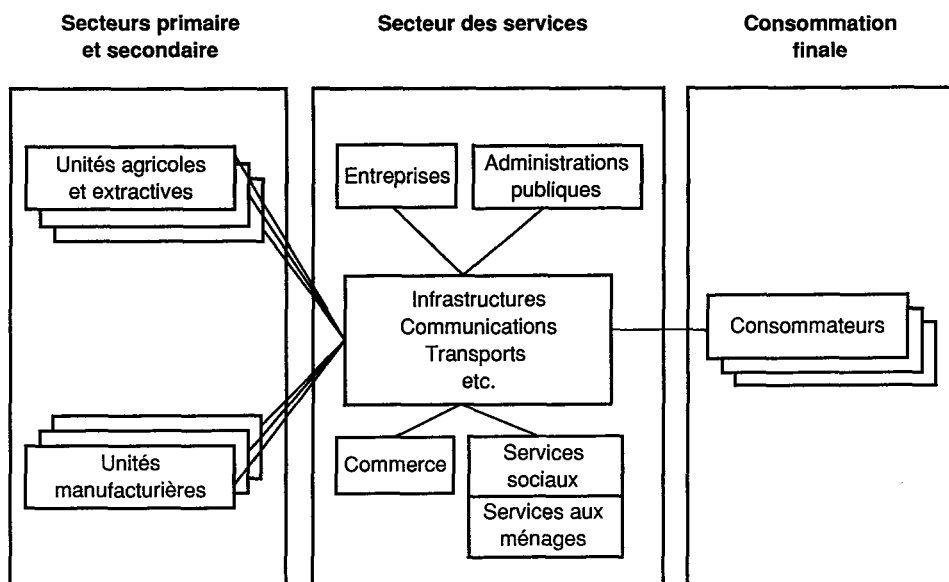 Secteurs primaire
et secondaire
Secteur des services
Consommation
finale
Unités agricoles
et extractives
Entreprises
Administrations
publiques
Infrastructures
Communications
Transports
etc.
Consommateurs
Unités
manufacturières
Commerce
Services
sociaux
Services aux
ménages